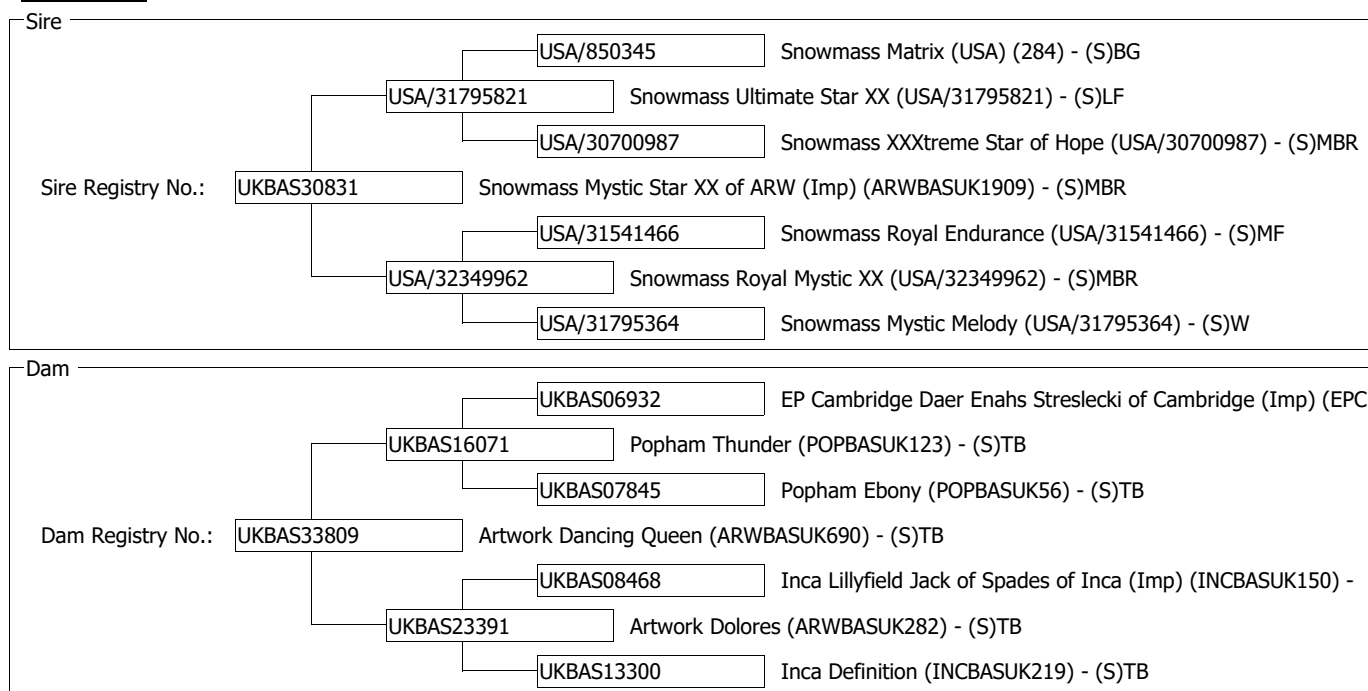 Sire
USA/850345 Snowmass Matrix (USA) (284) - (S)BG
USA/31795821 Snowmass Ultimate Star XX (USA/31795821) - (S)LF
USA/30700987 Snowmass XXXtreme Star of Hope (USA/30700987) - (S)MBR
Sire Registry No.: UKBAS30831 Snowmass Mystic Star XX of ARW (Imp) (ARWBASUK1909) - (S)MBR
USA/31541466 Snowmass Royal Endurance (USA/31541466) - (S)MF
USA/32349962 Snowmass Royal Mystic XX (USA/32349962) - (S)MBR
USA/31795364 Snowmass Mystic Melody (USA/31795364) - (S)W
Dam
UKBAS06932 EP Cambridge Daer Enahs Streslecki of Cambridge (Imp) (EPC
UKBAS16071 Popham Thunder (POPBASUK123) - (S)TB
UKBAS07845 Popham Ebony (POPBASUK56) - (S)TB
Dam Registry No.: UKBAS33809 Artwork Dancing Queen (ARWBASUK690) - (S)TB
UKBAS08468 Inca Lillyfield Jack of Spades of Inca (Imp) (INCBASUK150) -
UKBAS23391 Artwork Dolores (ARWBASUK282) - (S)TB
UKBAS13300 Inca Definition (INCBASUK219) - (S)TB